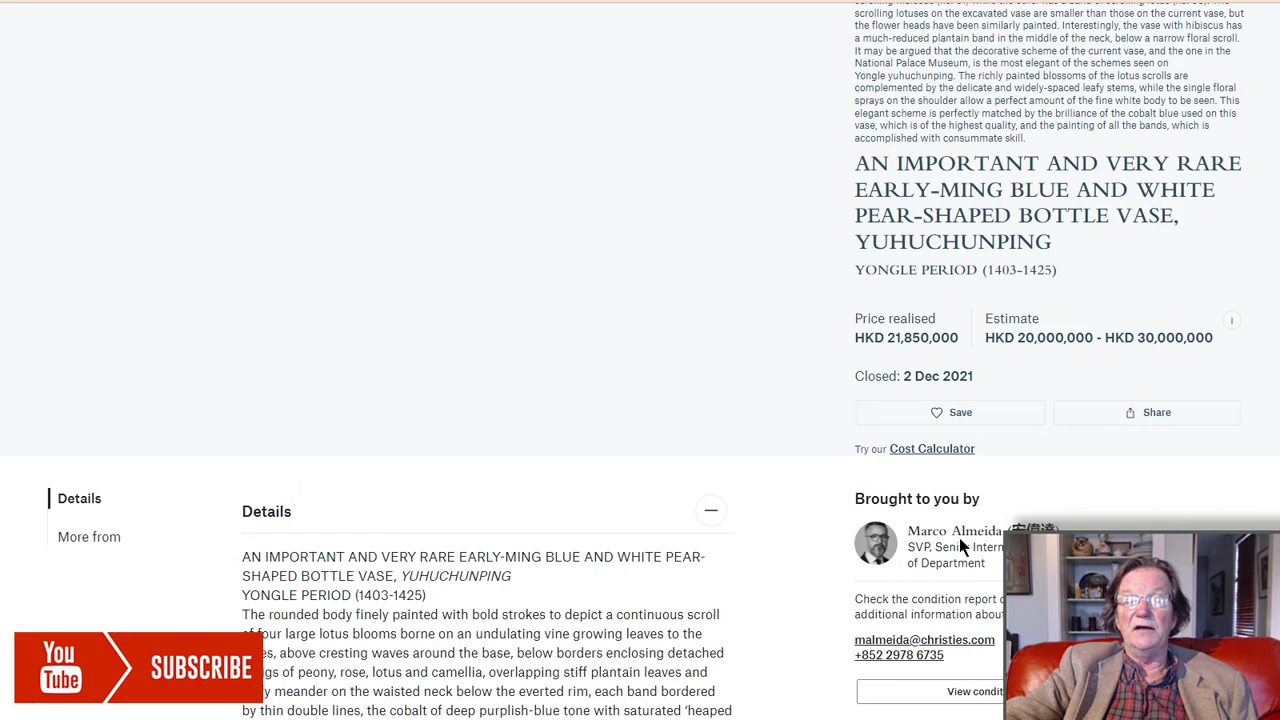 scrolling lotuses on the excavated vase are smaller than those on the current vase, but
the flower heads have been similarly painted. Interestingly, the vase with hibiscus has
a much-reduced plantain band in the middle of the neck, below a narrow floral scroll.
It may be argued that the decorative scheme of the current vase, and the one in the
National Palace Museum, is the most elegant of the schemes seen on
Yongle yuhuchunping. The richly painted blossoms of the lotus scrolls are
complemented by the delicate and widely-spaced leafy stems, while the single floral
sprays on the shoulder allow a perfect amount of the fine white body to be seen. This
elegant scheme is perfectly matched by the brilliance of the cobalt blue used on this
vase, which is of the highest quality, and the painting of all the bands, which is
accomplished with consummate skill.
AN IMPORTANT AND VERY RARE
EARLY-MING BLUE AND WHITE
PEAR-SHAPED BOTTLE VASE,
YUHUCHUNPING
YONGLE PERIOD (1403-1425)
Price realised
HKD 21,850,000
Estimate
HKD 20,000,000 - HKD 30,000,000
i
Closed: 2 Dec 2021
Save
Share
Try our Cost Calculator
Details
More from
Details
AN IMPORTANT AND VERY RARE EARLY-MING BLUE AND WHITE PEAR-
SHAPED BOTTLE VASE, YUHUCHUNPING
YONGLE PERIOD (1403-1425)
The rounded body finely painted with bold strokes to depict a continuous scroll
four large lotus blooms borne on an undulating vine growing leaves to the
above cresting waves around the base, below borders enclosing detached
of peony, rose, lotus and camellia, overlapping stiff plantain leaves and
meander on the waisted neck below the everted rim, each band bordered
by thin double lines, the cobalt of deep purplish-blue tone with saturated 'heaped
Brought to you by
Marco Almeida
SVP,
of Department
Check the condition report
additional information
malmeida@christies.com
+852 2978 6735
View
You
Tube
SUBSCRIBE